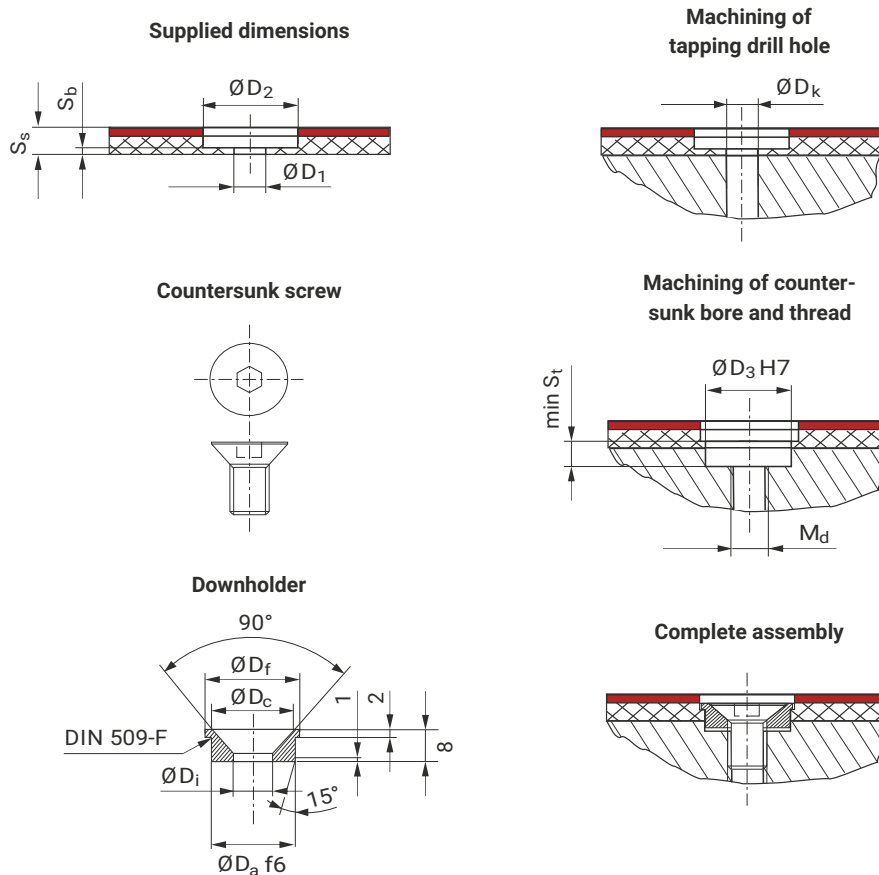 Supplied dimensions
S_b
ØD_2
S_s
ØD_1
Machining of
tapping drill hole
ØD_k
Countersunk screw
Machining of counter-
sunk bore and thread
ØD_3 H7
min S_t
M_d
Downholder
90°
ØD_f
ØD_c
1
2
8
DIN 509-F
ØD_i
15°
ØD_a f6
Complete assembly